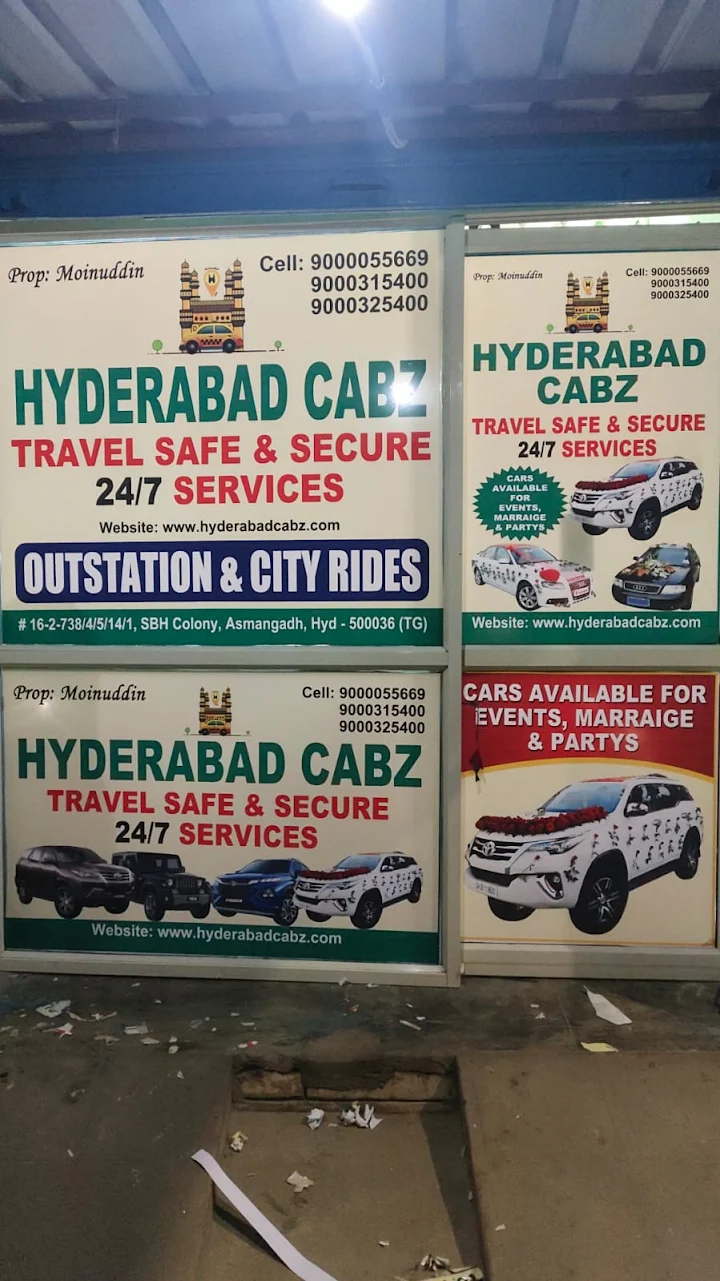 Prop: Moinuddin
Cell: 9000055669
9000315400
9000325400
H
HYDERABAD CABZ
TRAVEL SAFE & SECURE
24/7 SERVICES
Website: www.hyderabadcabz.com
OUTSTATION & CITY RIDES
# 16-2-738/4/5/14/1, SBH Colony, Asmangadh, Hyd - 500036 (TG)
Prop: Moinuddin
Cell: 9000055669
9000315400
9000325400
HYDERABAD
CABZ
TRAVEL SAFE & SECURE
24/7 SERVICES
CARS
AVAILABLE
FOR
EVENTS,
MARRAIGE
& PARTYS
Website: www.hyderabadcabz.com
Prop: Moinuddin
Cell: 9000055669
9000315400
9000325400
HYDERABAD CABZ
TRAVEL SAFE & SECURE
24/7 SERVICES
Website: www.hyderabadcabz.com
CARS AVAILABLE FOR
EVENTS, MARRAIGE
& PARTYS